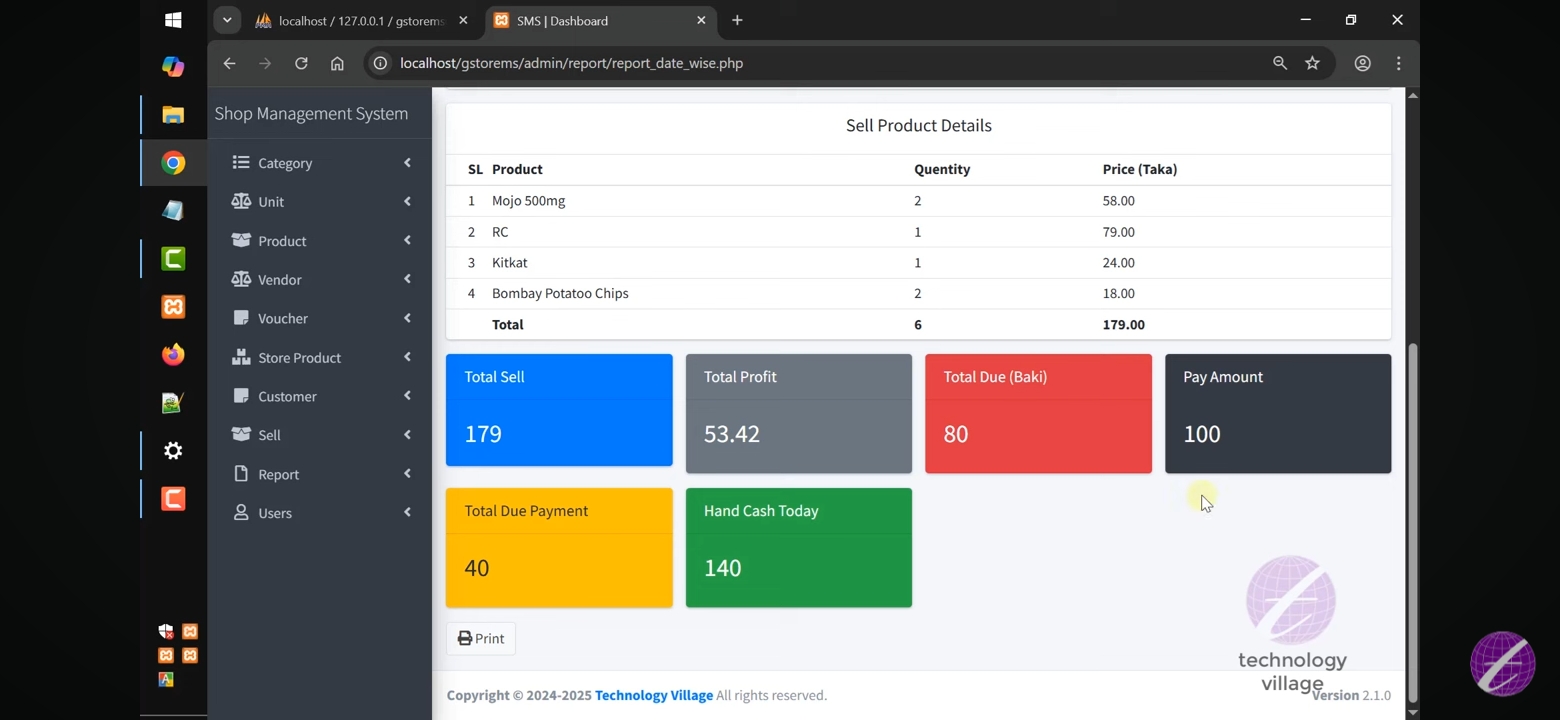 localhost / 127.0.0.1 / gstorems
SMS | Dashboard
localhost/gstorems/admin/report/report_date_wise.php
Shop Management System
Category
Unit
Product
Vendor
Voucher
Store Product
Customer
Sell
Report
Users
Sell Product Details
SL Product Quentity Price (Taka)
1 Mojo 500mg 2 58.00
2 RC 1 79.00
3 Kitkat 1 24.00
4 Bombay Potatoo Chips 2 18.00
Total 6 179.00
Total Sell
179
Total Profit
53.42
Total Due (Baki)
80
Pay Amount
100
Total Due Payment
40
Hand Cash Today
140
Print
technology
village
Copyright © 2024-2025 Technology Village All rights reserved.
Version 2.1.0